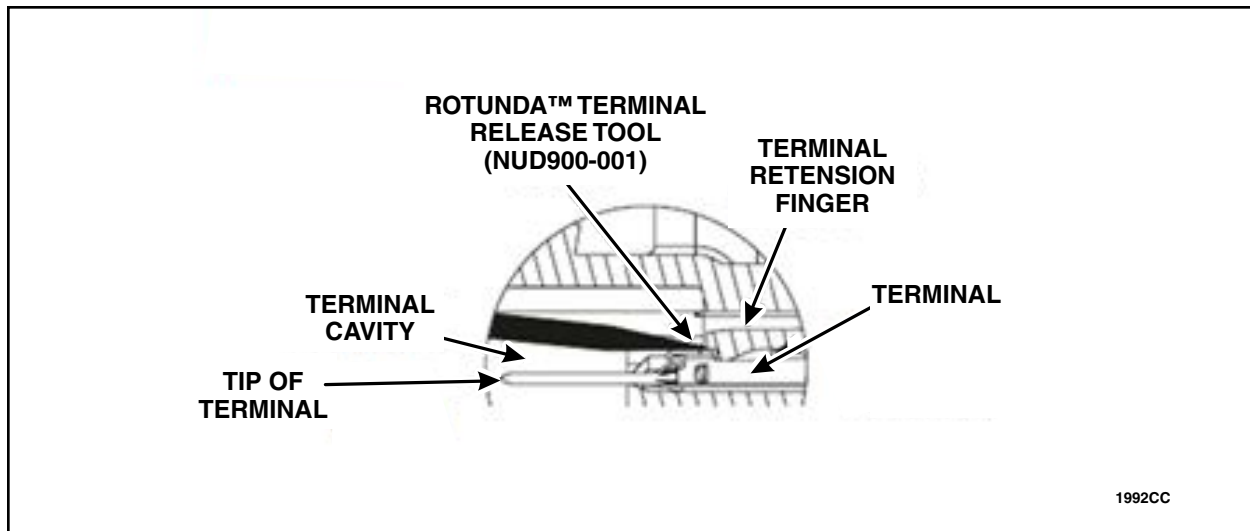 ROTUNDA™ TERMINAL
RELEASE TOOL
(NUD900-001)
TERMINAL
RETENSION
FINGER
TERMINAL
TERMINAL
CAVITY
TIP OF
TERMINAL
1992CC